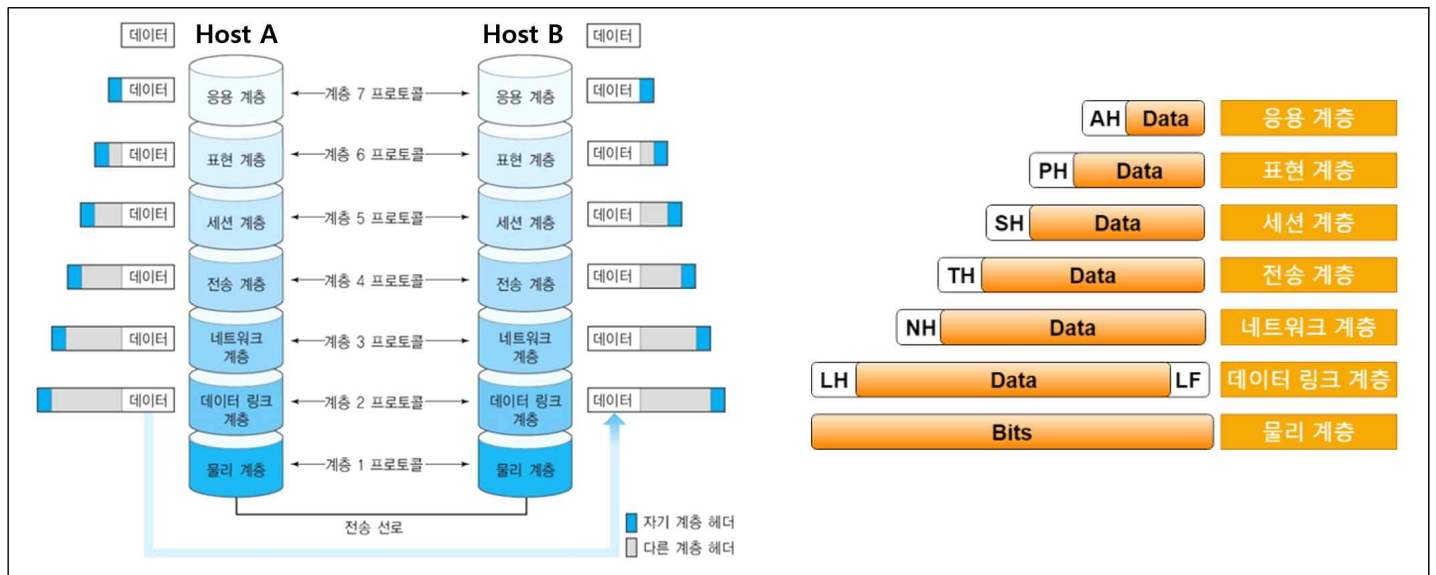 데이터 Host A Host B 데이터
데이터 응용 계층 계층 7 프로토콜 응용 계층 데이터
데이터 표현 계층 계층 6 프로토콜 표현 계층 데이터
데이터 세션 계층 계층 5 프로토콜 세션 계층 데이터
데이터 전송 계층 계층 4 프로토콜 전송 계층 데이터
데이터 네트워크 계층 계층 3 프로토콜 네트워크 계층 데이터
데이터 데이터 링크 계층 계층 2 프로토콜 데이터 링크 계층 데이터
물리 계층 계층 1 프로토콜 물리 계층
전송 선로
자기 계층 헤더
다른 계층 헤더
AH Data 응용 계층
PH Data 표현 계층
SH Data 세션 계층
TH Data 전송 계층
NH Data 네트워크 계층
LH Data LF 데이터 링크 계층
Bits 물리 계층